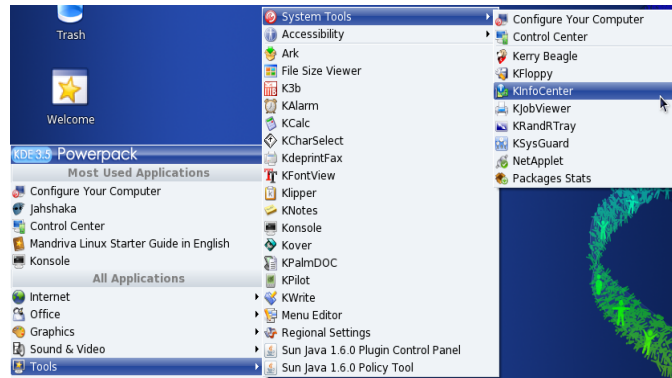 Trash
Welcome
KDE 3.5 Powerpack
Most Used Applications
Configure Your Computer
Jahshaka
Control Center
Mandriva Linux Starter Guide in English
Konsole
All Applications
Internet
Office
Graphics
Sound & Video
Tools
System Tools
Accessibility
Ark
File Size Viewer
K3b
KAlarm
KCalc
KCharSelect
KdeprintFax
KFontView
Klipper
KNotes
Konsole
Kover
KPalmDOC
KPilot
KWrite
Menu Editor
Regional Settings
Sun Java 1.6.0 Plugin Control Panel
Sun Java 1.6.0 Policy Tool
Configure Your Computer
Control Center
Kerry Beagle
KFloppy
KInfoCenter
KJobViewer
KRandRTray
KSysGuard
NetApplet
Packages Stats